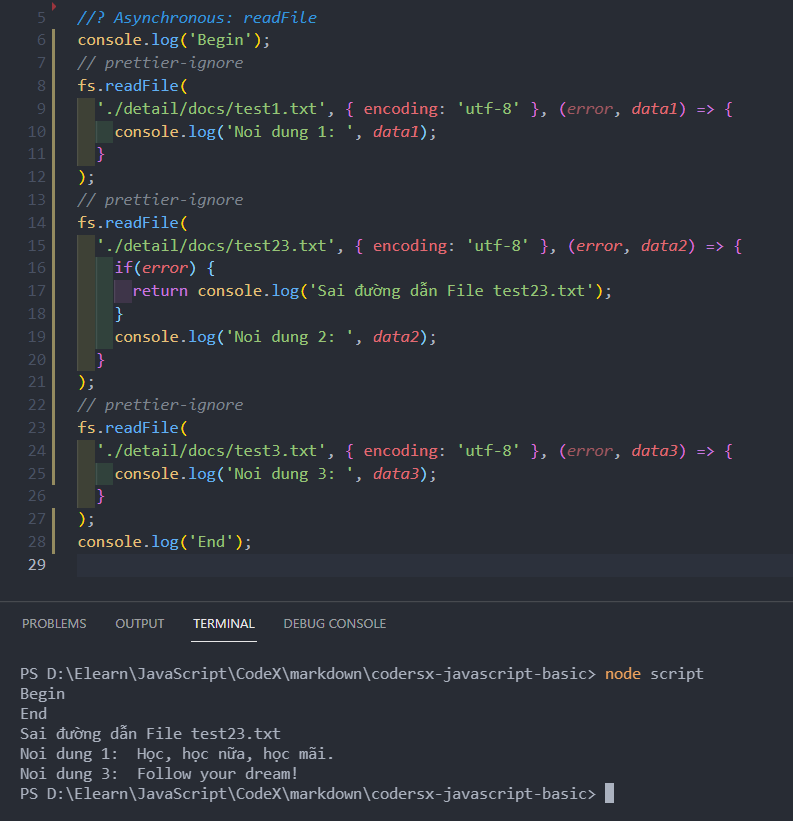 5 //? Asynchronous: readFile
6 console.log('Begin');
7 // prettier-ignore
8 fs.readFile(
9   './detail/docs/test1.txt', { encoding: 'utf-8' }, (error, data1) => {
10     console.log('Noi dung 1: ', data1);
11   }
12 );
13 // prettier-ignore
14 fs.readFile(
15   './detail/docs/test23.txt', { encoding: 'utf-8' }, (error, data2) => {
16     if(error) {
17       return console.log('Sai đường dẫn File test23.txt');
18     }
19     console.log('Noi dung 2: ', data2);
20   }
21 );
22 // prettier-ignore
23 fs.readFile(
24   './detail/docs/test3.txt', { encoding: 'utf-8' }, (error, data3) => {
25     console.log('Noi dung 3: ', data3);
26   }
27 );
28 console.log('End');
29
PROBLEMS OUTPUT TERMINAL DEBUG CONSOLE
PS D:\Elearn\JavaScript\CodeX\markdown\codersx-javascript-basic> node script
Begin
End
Sai đường dẫn File test23.txt
Noi dung 1:  Học, học nữa, học mãi.
Noi dung 3:  Follow your dream!
PS D:\Elearn\JavaScript\CodeX\markdown\codersx-javascript-basic>